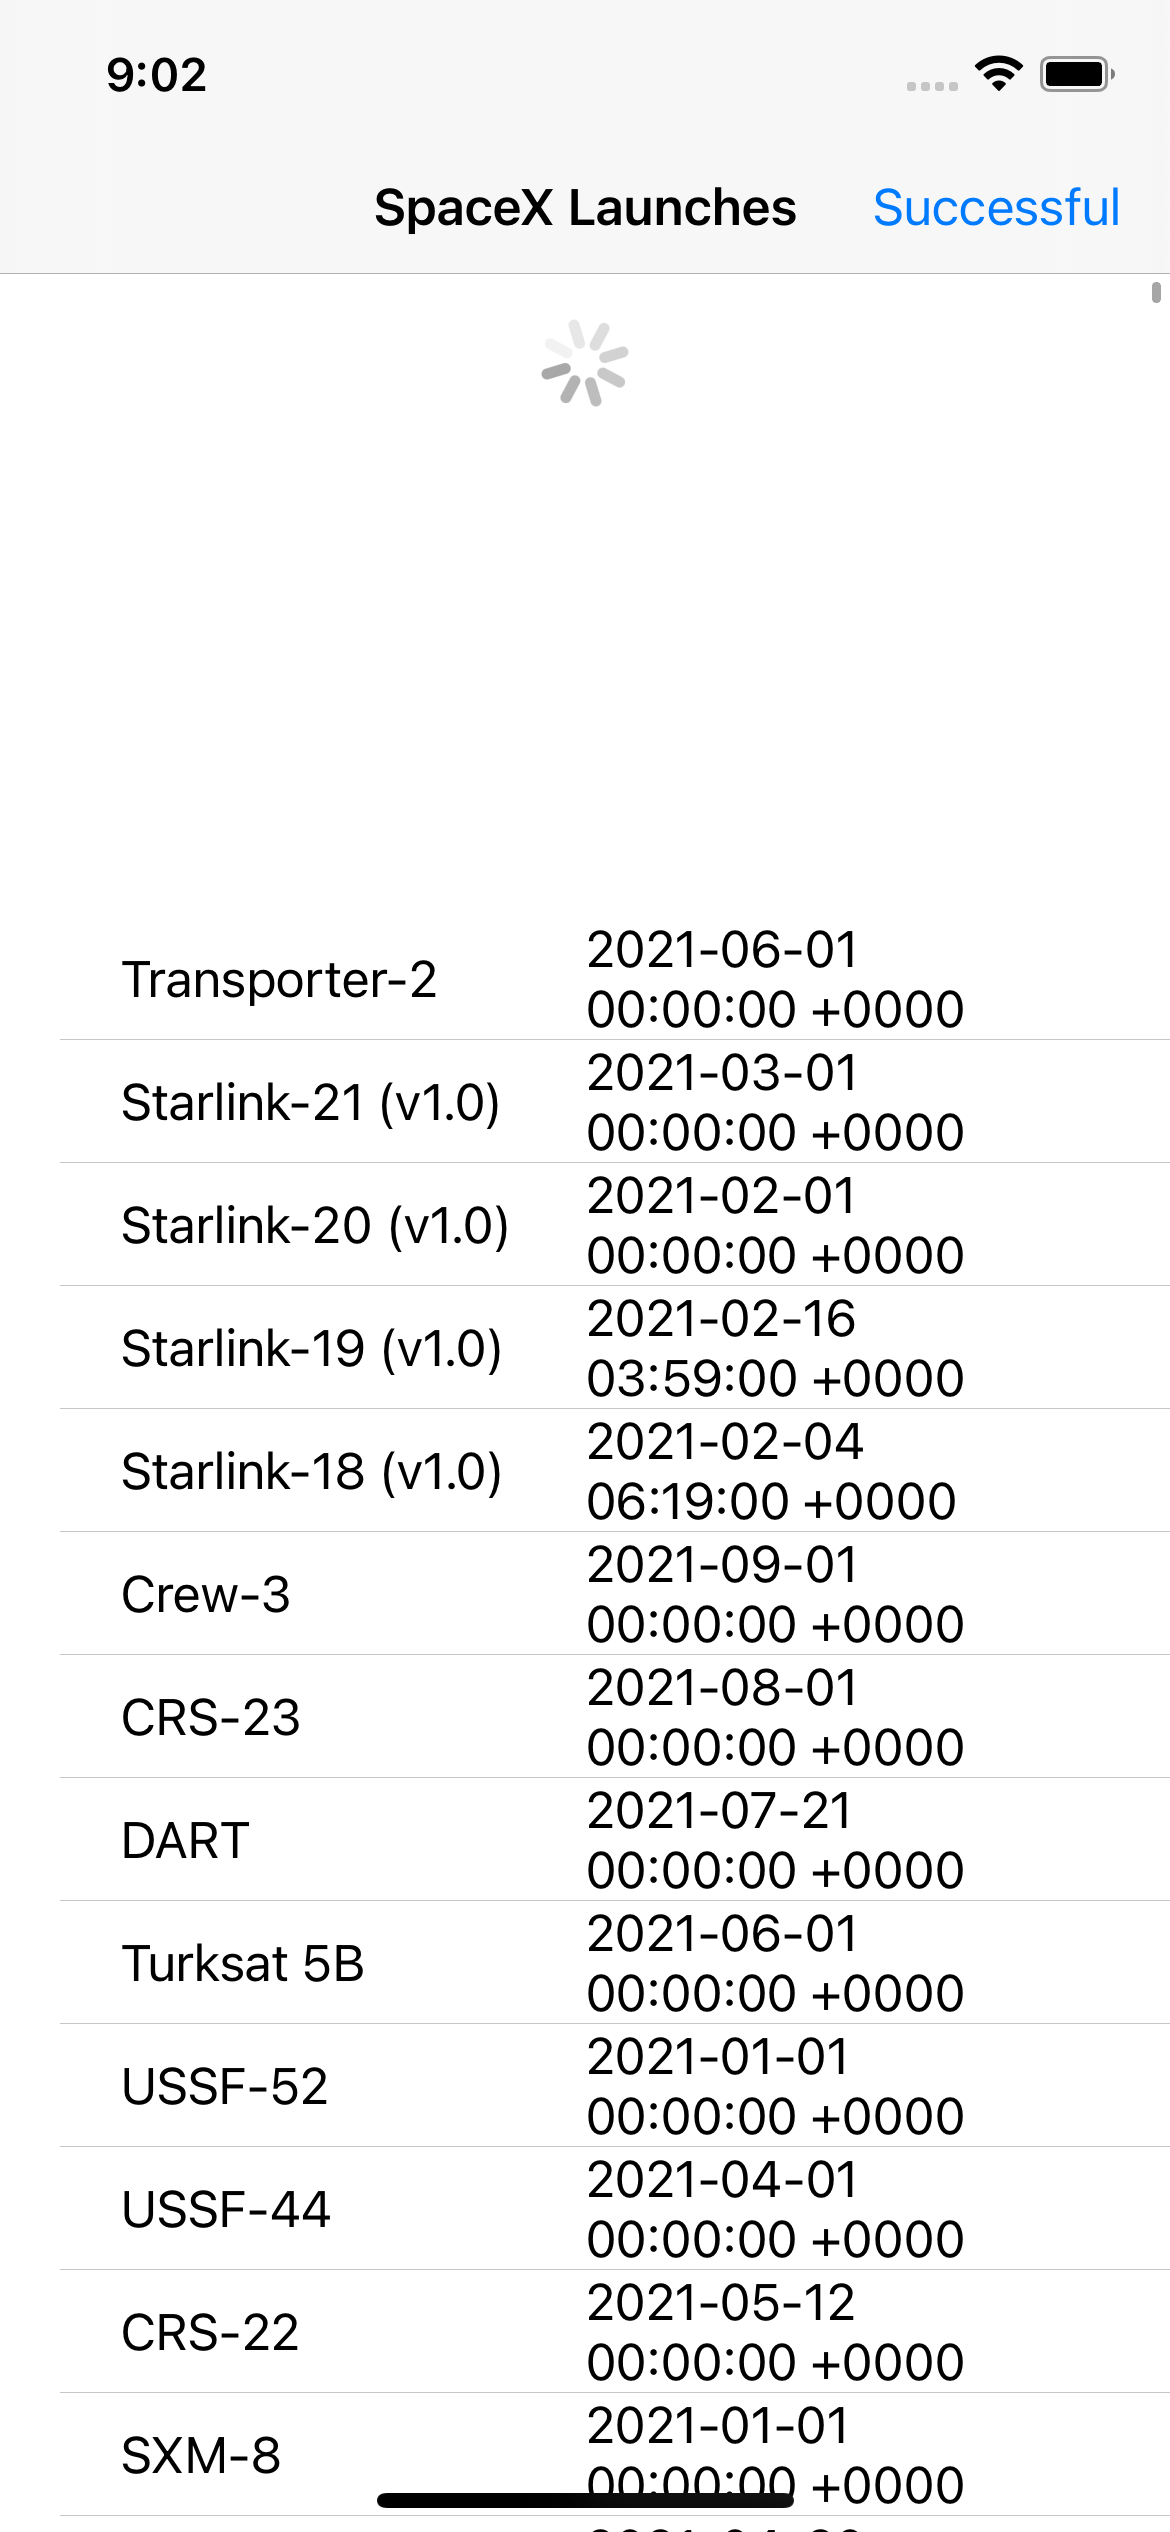 9:02
SpaceX Launches
Successful
Transporter-2
2021-06-01
00:00:00 +0000
Starlink-21 (v1.0)
2021-03-01
00:00:00 +0000
Starlink-20 (v1.0)
2021-02-01
00:00:00 +0000
Starlink-19 (v1.0)
2021-02-16
03:59:00 +0000
Starlink-18 (v1.0)
2021-02-04
06:19:00 +0000
Crew-3
2021-09-01
00:00:00 +0000
CRS-23
2021-08-01
00:00:00 +0000
DART
2021-07-21
00:00:00 +0000
Turksat 5B
2021-06-01
00:00:00 +0000
USSF-52
2021-01-01
00:00:00 +0000
USSF-44
2021-04-01
00:00:00 +0000
CRS-22
2021-05-12
00:00:00 +0000
SXM-8
2021-01-01
00:00:00 +0000